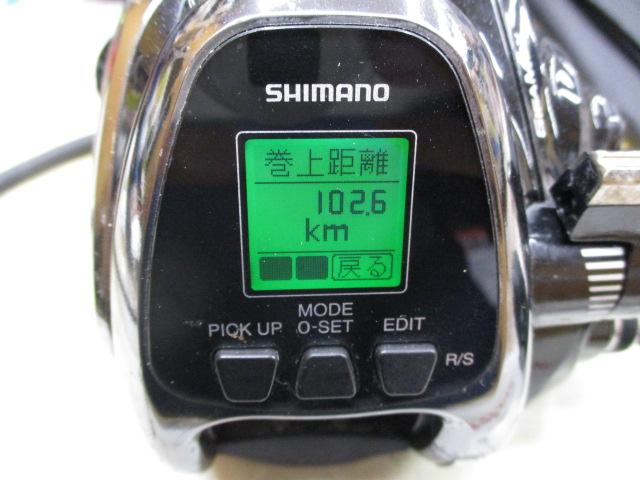 SHIMANO
巻上距離
102.6
km
戻る
MODE
PICK UP 0-SET EDIT
R/S